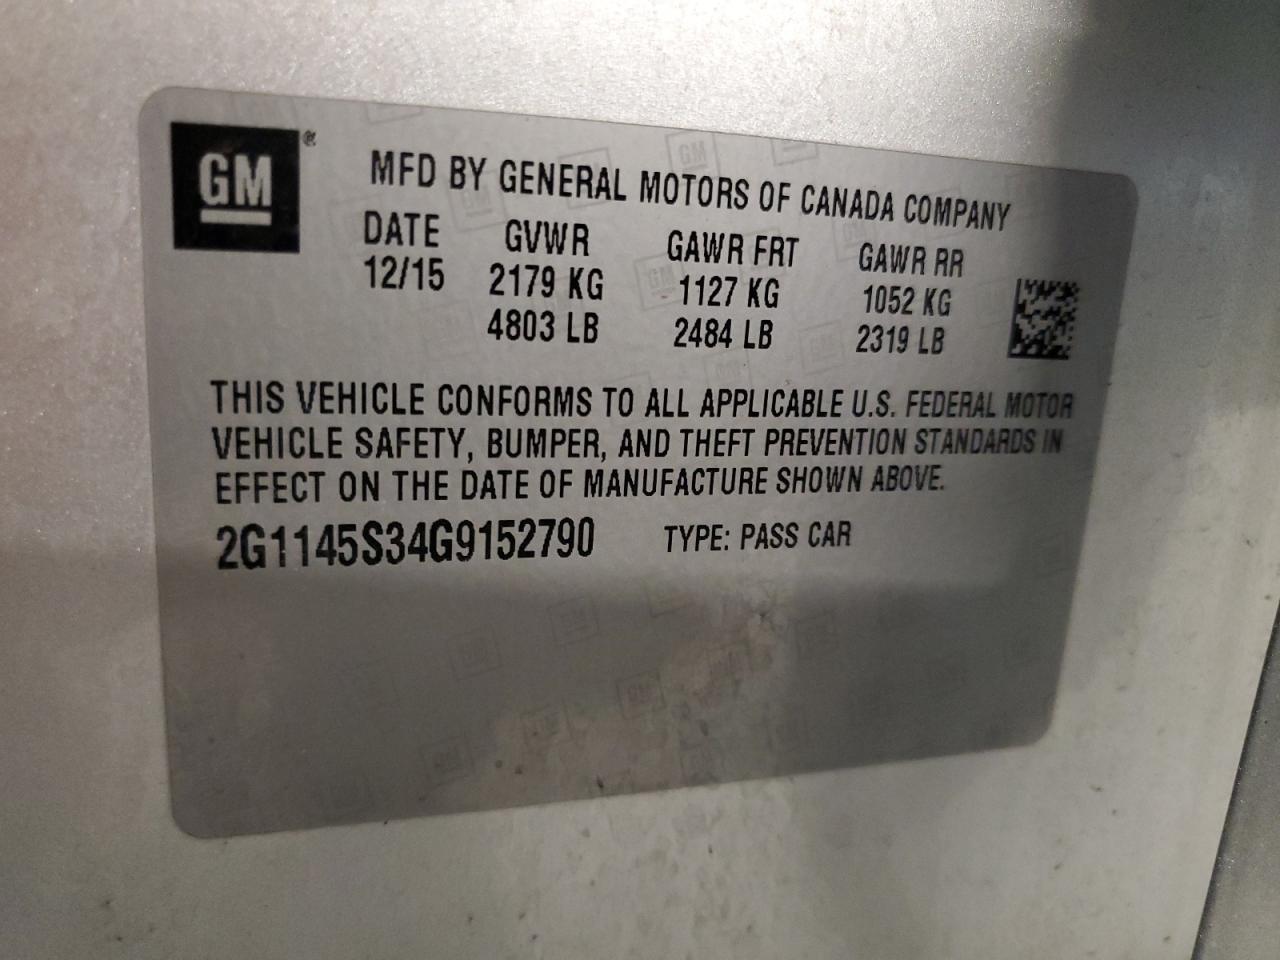 GM ®
MFD BY GENERAL MOTORS OF CANADA COMPANY
DATE GVWR GAWR FRT GAWR RR
12/15 2179 KG 1127 KG 1052 KG
4803 LB 2484 LB 2319 LB
THIS VEHICLE CONFORMS TO ALL APPLICABLE U.S. FEDERAL MOTOR
VEHICLE SAFETY, BUMPER, AND THEFT PREVENTION STANDARDS IN
EFFECT ON THE DATE OF MANUFACTURE SHOWN ABOVE.
2G1145S34G9152790 TYPE: PASS CAR